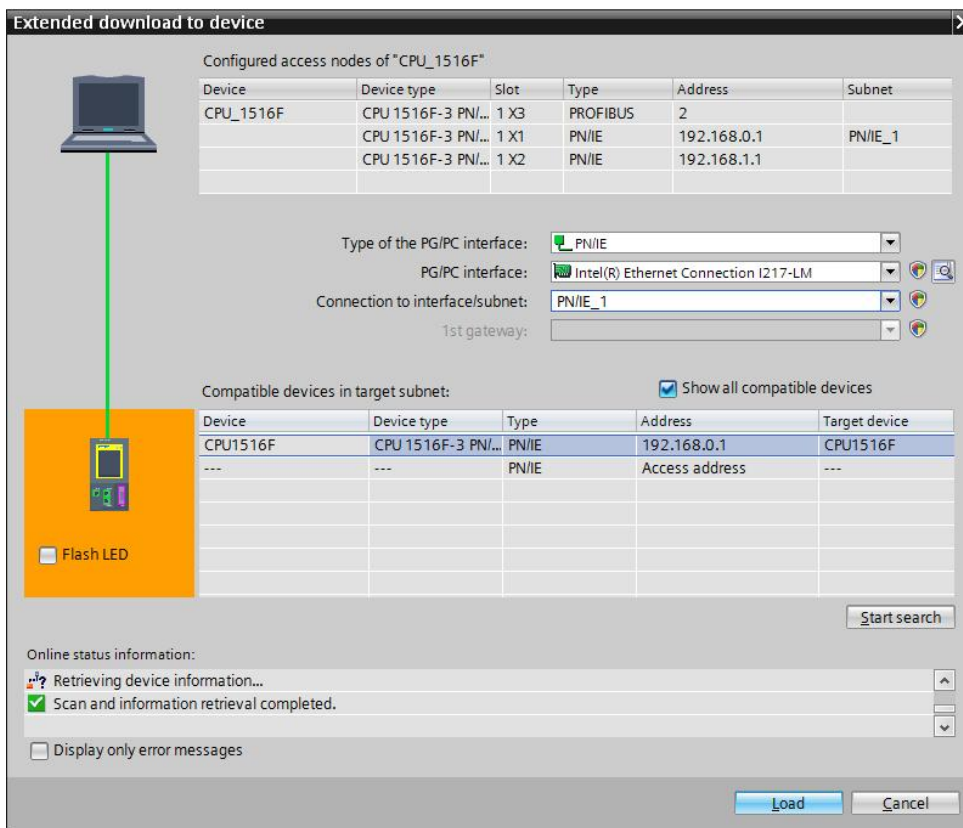 Extended download to device
Configured access nodes of "CPU_1516F"
Device Device type Slot Type Address Subnet
CPU_1516F CPU 1516F-3 PN/... 1 X3 PROFIBUS 2
CPU 1516F-3 PN/... 1 X1 PN/IE 192.168.0.1 PN/IE_1
CPU 1516F-3 PN/... 1 X2 PN/IE 192.168.1.1
Type of the PG/PC interface: PN/IE
PG/PC interface: Intel(R) Ethernet Connection I217-LM
Connection to interface/subnet: PN/IE_1
1st gateway:
Compatible devices in target subnet: Show all compatible devices
Device Device type Type Address Target device
CPU1516F CPU 1516F-3 PN/... PN/IE 192.168.0.1 CPU1516F
--- --- PN/IE Access address ---
Flash LED
Start search
Online status information:
Retrieving device information...
Scan and information retrieval completed.
Display only error messages
Load Cancel